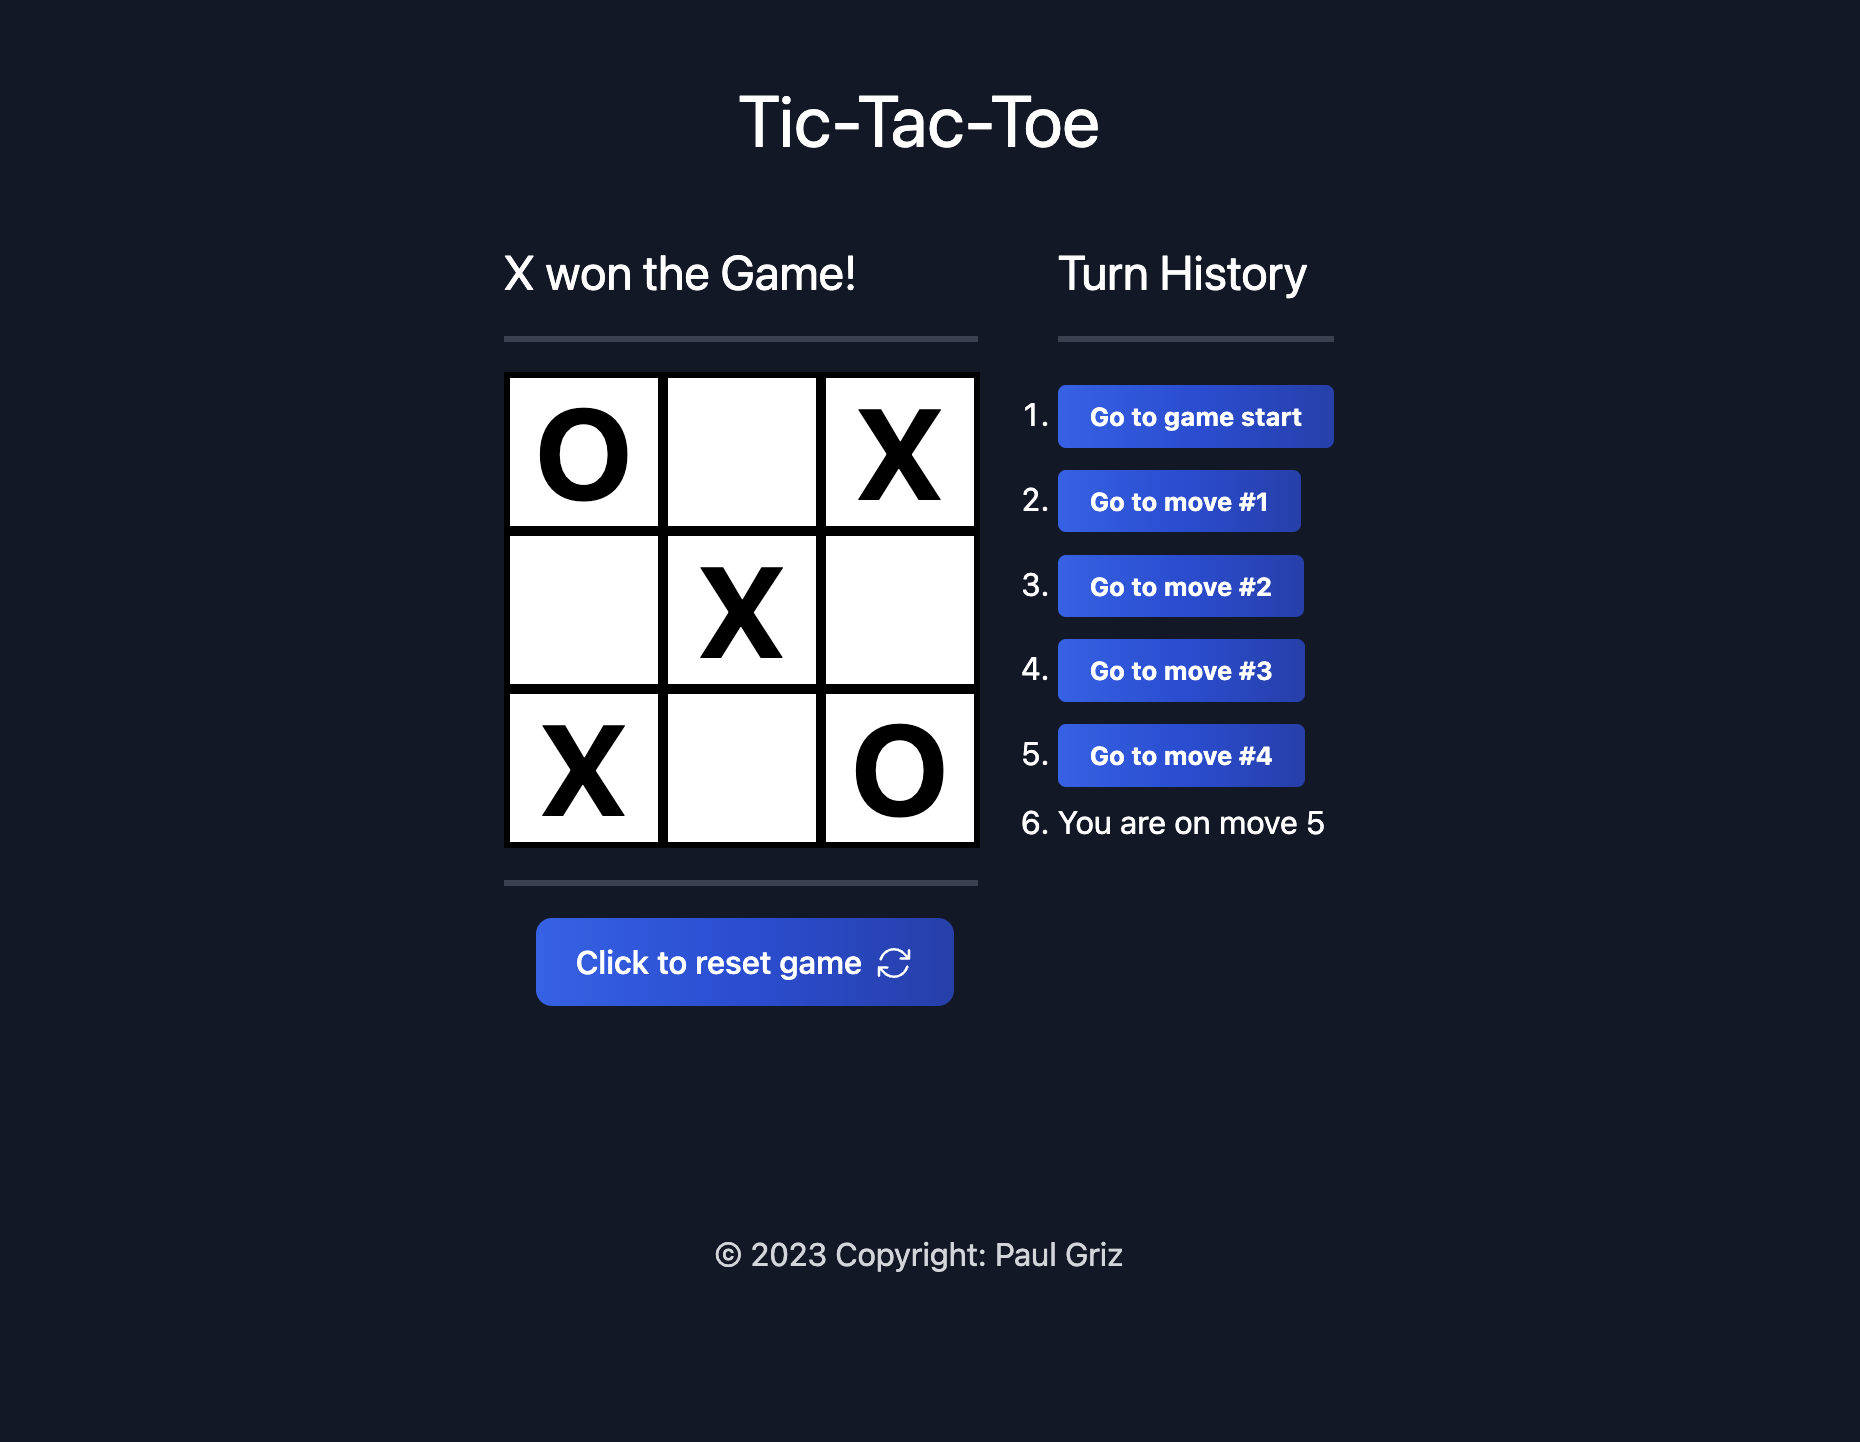 Tic-Tac-Toe
X won the Game!
O X
X
X O
Click to reset game
Turn History
1. Go to game start
2. Go to move #1
3. Go to move #2
4. Go to move #3
5. Go to move #4
6. You are on move 5
© 2023 Copyright: Paul Griz